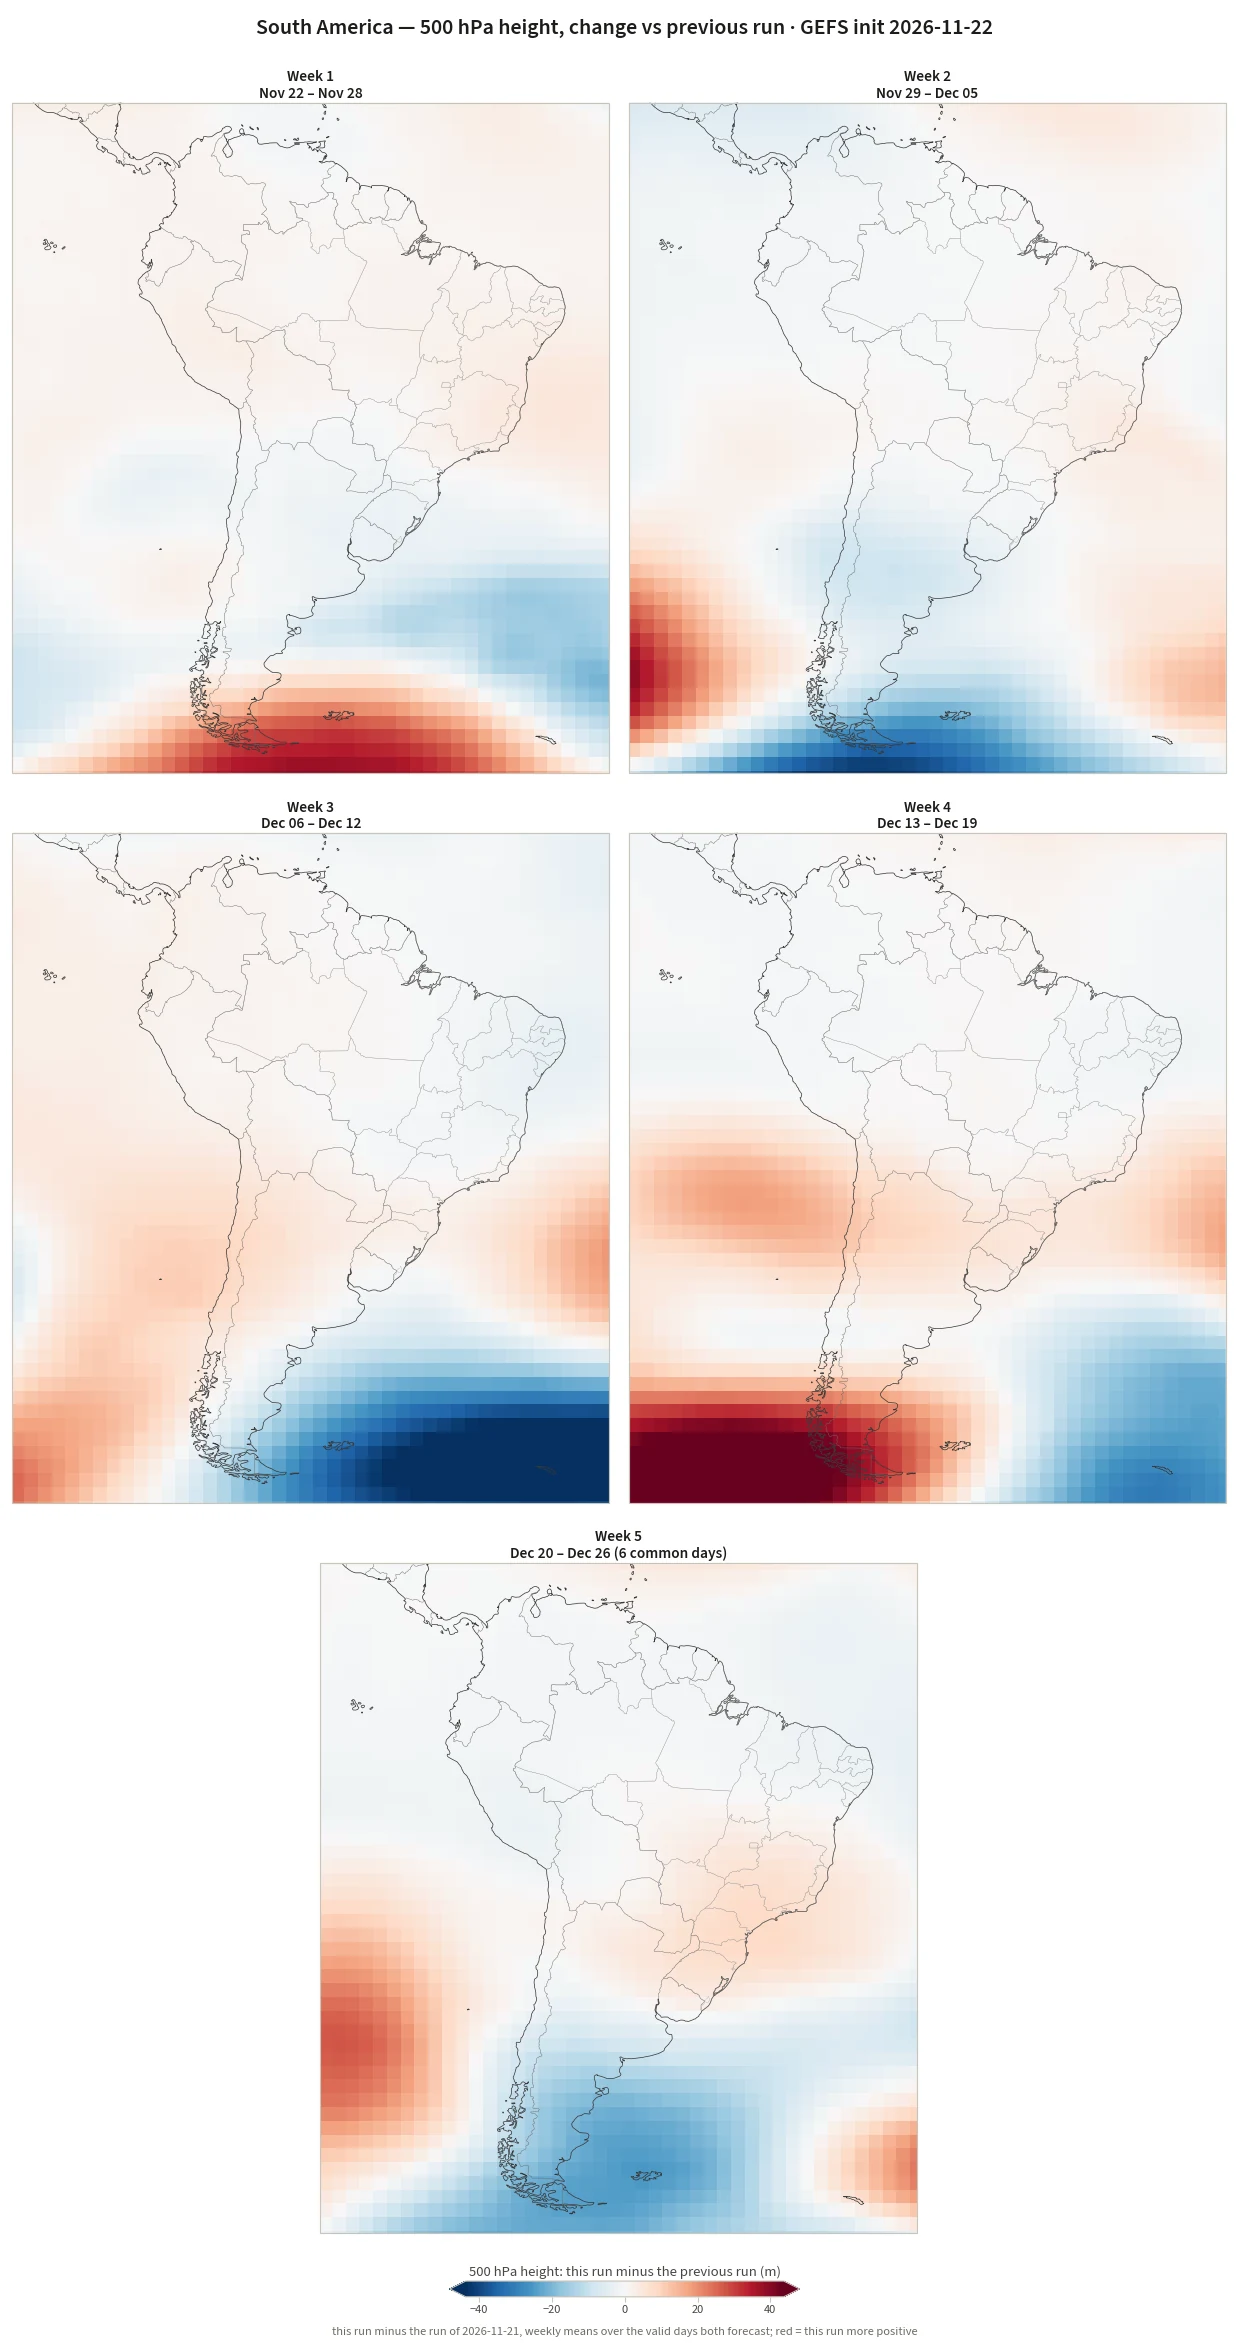 South America — 500 hPa height, change vs previous run · GEFS init 2026-11-22
Week 1
Nov 22 – Nov 28
Week 2
Nov 29 – Dec 05
Week 3
Dec 06 – Dec 12
Week 4
Dec 13 – Dec 19
Week 5
Dec 20 – Dec 26 (6 common days)
500 hPa height: this run minus the previous run (m)
−40 −20 0 20 40
this run minus the run of 2026-11-21, weekly means over the valid days both forecast; red = this run more positive